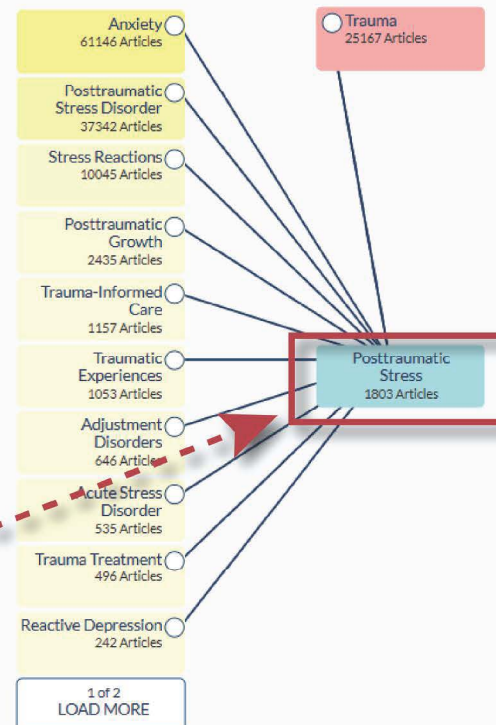 Anxiety
61146 Articles
Posttraumatic
Stress Disorder
37342 Articles
Stress Reactions
10045 Articles
Posttraumatic
Growth
2435 Articles
Trauma-Informed
Care
1157 Articles
Traumatic
Experiences
1053 Articles
Adjustment
Disorders
646 Articles
Acute Stress
Disorder
535 Articles
Trauma Treatment
496 Articles
Reactive Depression
242 Articles
1 of 2
LOAD MORE
Trauma
25167 Articles
Posttraumatic
Stress
1803 Articles